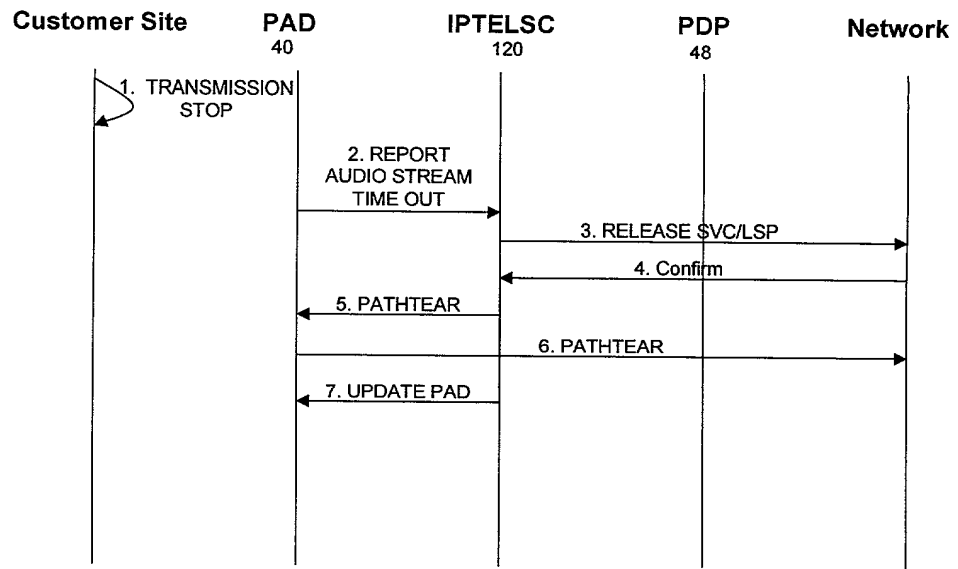 Customer Site PAD IPTELSC PDP Network
40 120 48
1. TRANSMISSION
STOP
2. REPORT
AUDIO STREAM
TIME OUT
3. RELEASE SVC/LSP
4. Confirm
5. PATHTEAR
6. PATHTEAR
7. UPDATE PAD